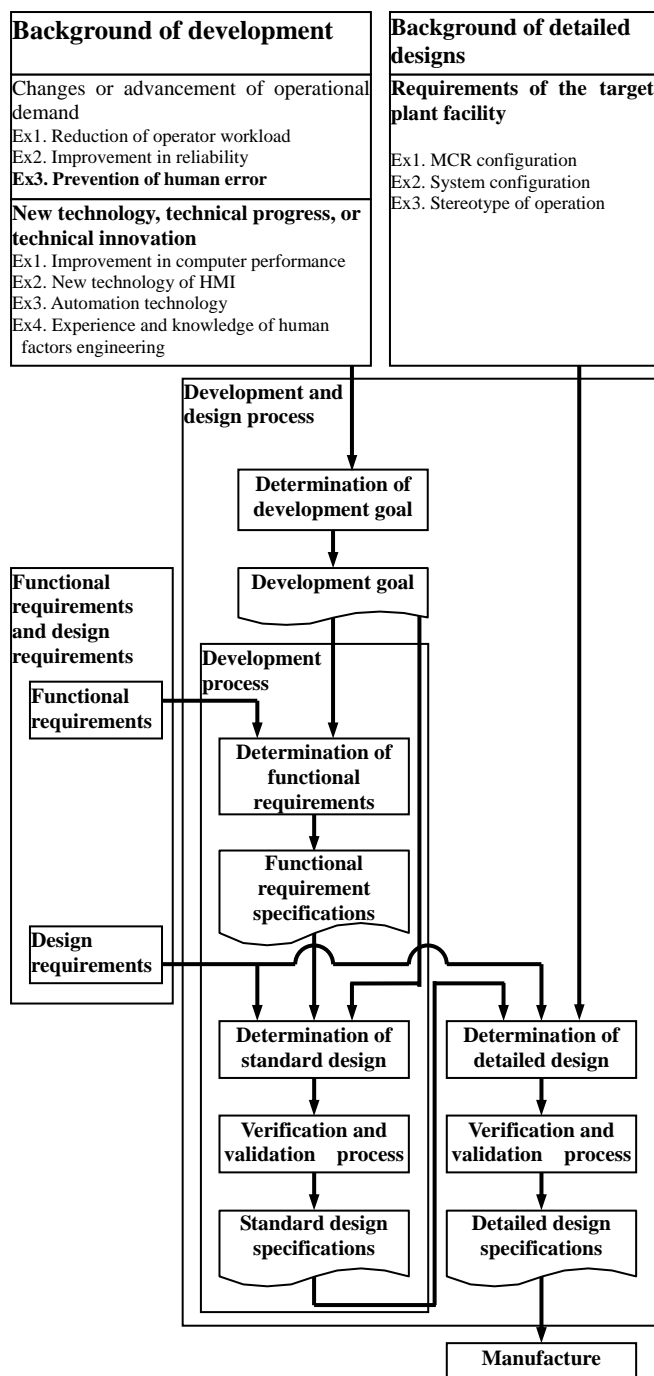 Background of development
Changes or advancement of operational
demand
Ex1. Reduction of operator workload
Ex2. Improvement in reliability
Ex3. Prevention of human error
New technology, technical progress, or
technical innovation
Ex1. Improvement in computer performance
Ex2. New technology of HMI
Ex3. Automation technology
Ex4. Experience and knowledge of human
factors engineering
Background of detailed
designs
Requirements of the target
plant facility
Ex1. MCR configuration
Ex2. System configuration
Ex3. Stereotype of operation
Development and
design process
Determination of
development goal
Development goal
Functional
requirements
and design
requirements
Development
process
Functional
requirements
Determination of
functional
requirements
Functional
requirement
specifications
Design
requirements
Determination of
standard design
Determination of
detailed design
Verification and
validation process
Verification and
validation process
Standard design
specifications
Detailed design
specifications
Manufacture